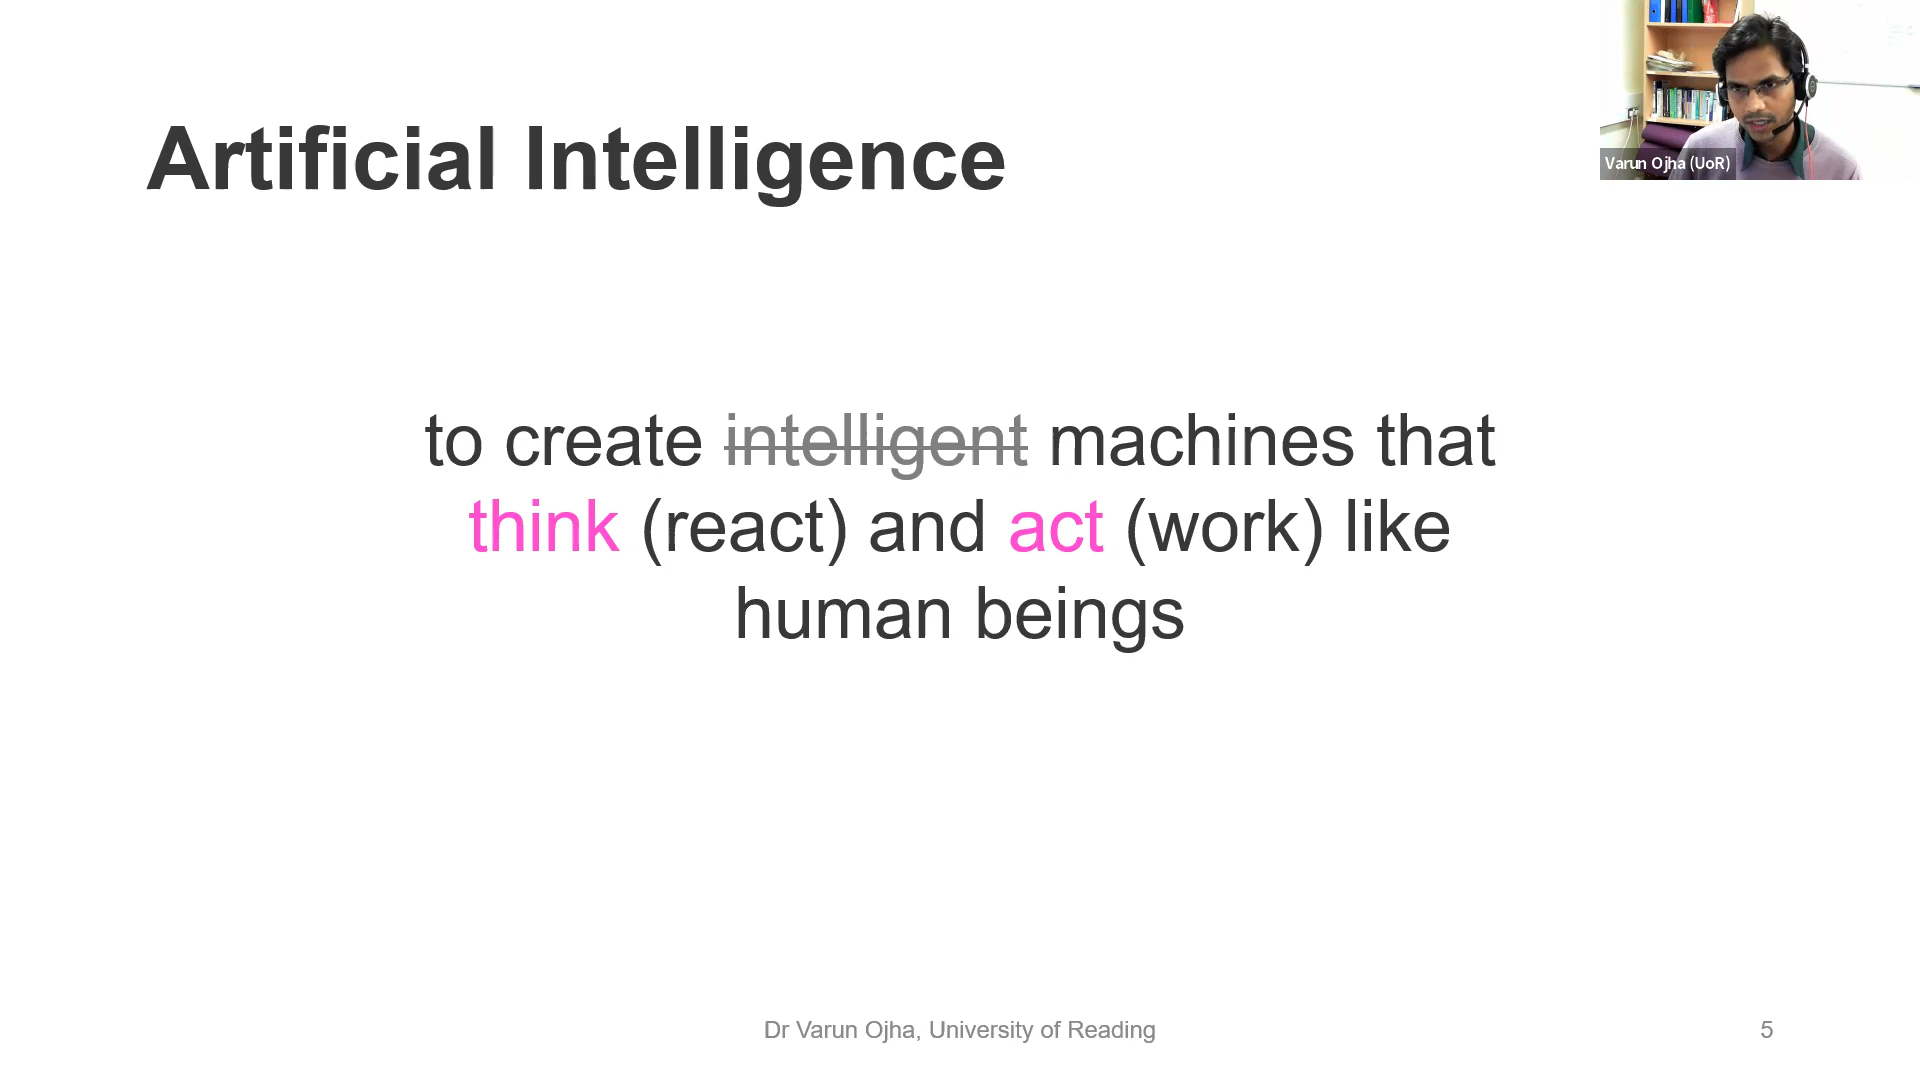 Artificial Intelligence
Varun Ojha (UoR)
to create intelligent machines that
think (react) and act (work) like
human beings
Dr Varun Ojha, University of Reading
5